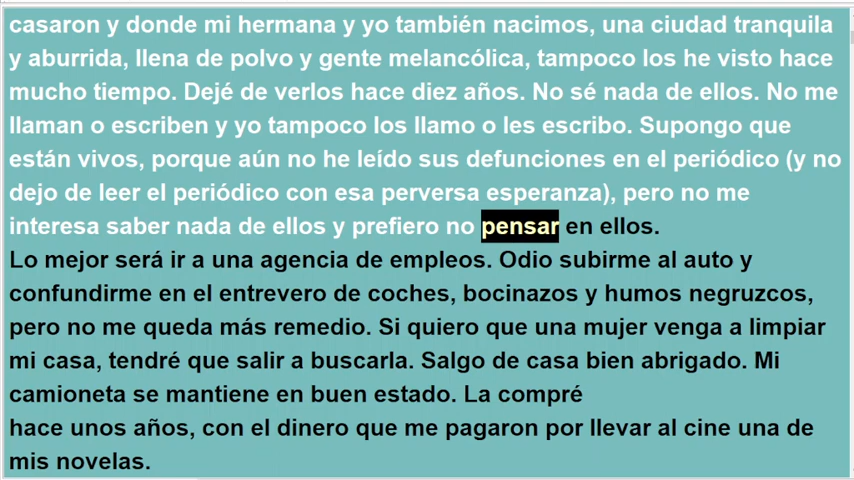 casaron y donde mi hermana y yo también nacimos, una ciudad tranquila
y aburrida, llena de polvo y gente melancólica, tampoco los he visto hace
mucho tiempo. Dejé de verlos hace diez años. No sé nada de ellos. No me
llaman o escriben y yo tampoco los llamo o les escribo. Supongo que
están vivos, porque aún no he leído sus defunciones en el periódico (y no
dejo de leer el periódico con esa perversa esperanza), pero no me
interesa saber nada de ellos y prefiero no pensar en ellos.
Lo mejor será ir a una agencia de empleos. Odio subirme al auto y
confundirme en el entrevero de coches, bocinazos y humos negruzcos,
pero no me queda más remedio. Si quiero que una mujer venga a limpiar
mi casa, tendré que salir a buscarla. Salgo de casa bien abrigado. Mi
camioneta se mantiene en buen estado. La compré
hace unos años, con el dinero que me pagaron por llevar al cine una de
mis novelas.